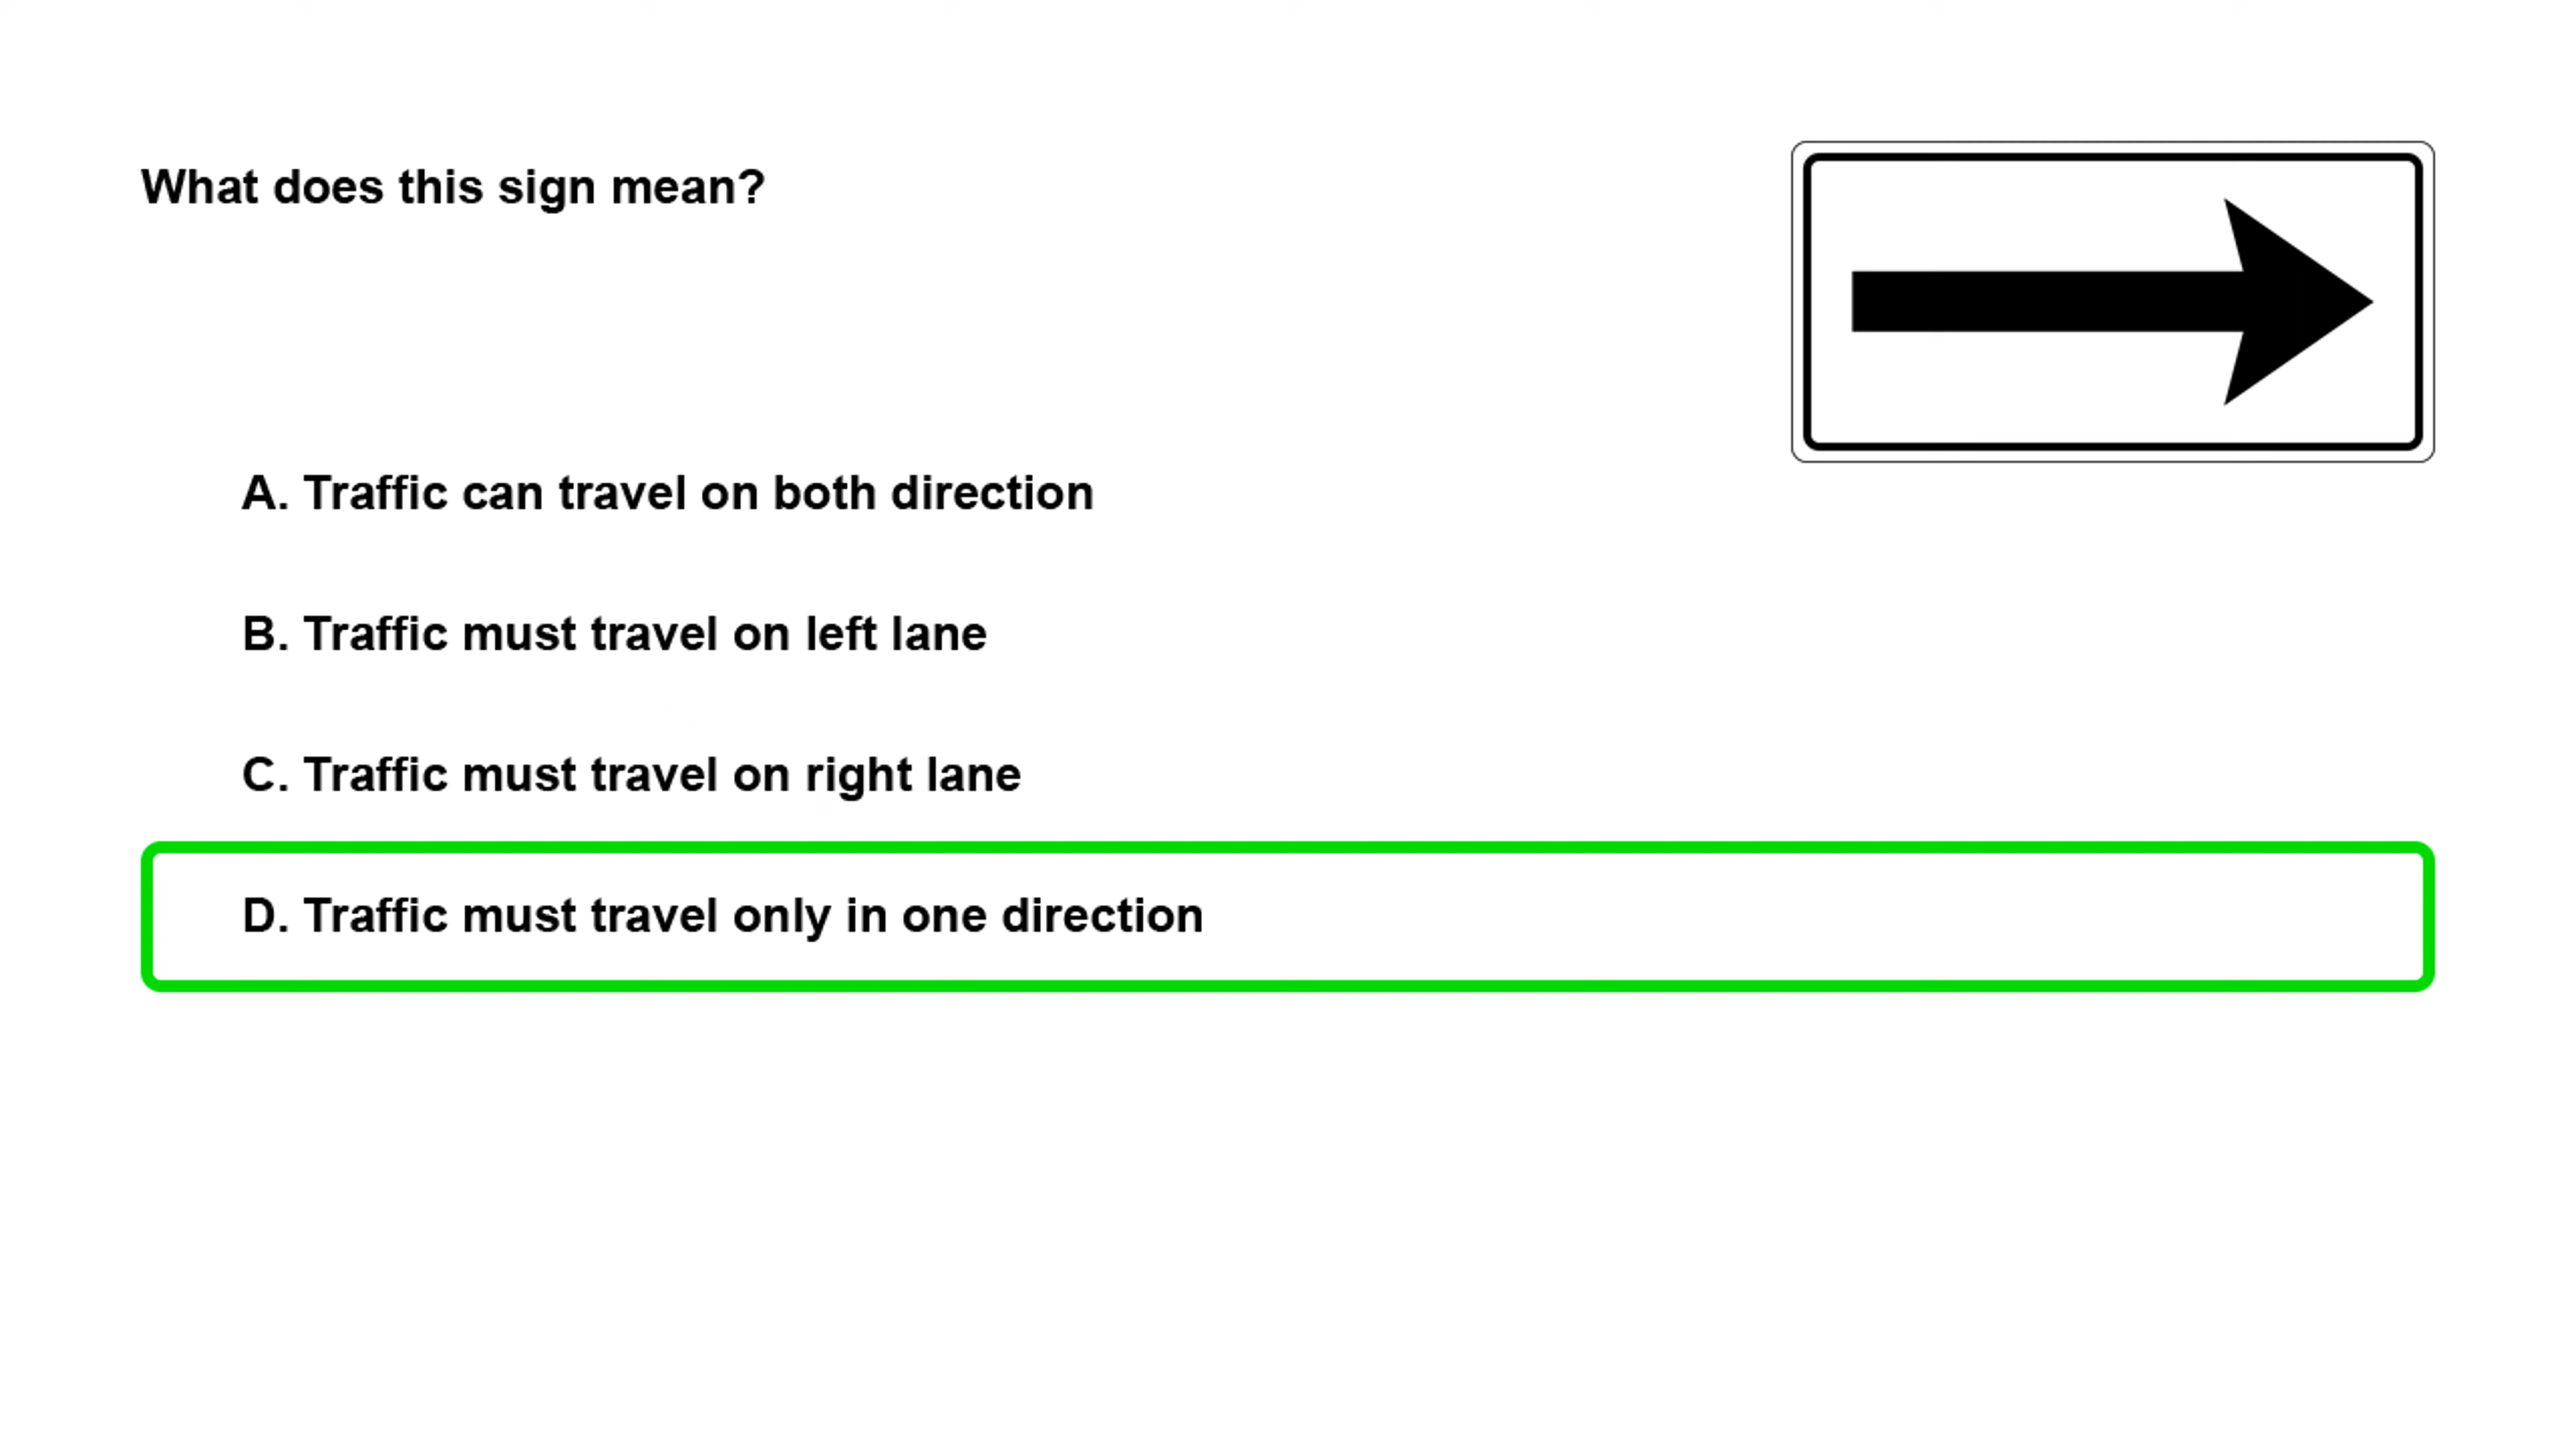 What does this sign mean?
A. Traffic can travel on both direction
B. Traffic must travel on left lane
C. Traffic must travel on right lane
D. Traffic must travel only in one direction